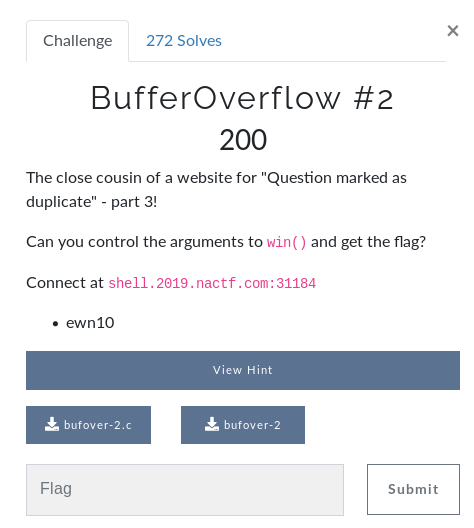 Challenge 272 Solves ×
BufferOverflow #2
200
The close cousin of a website for "Question marked as
duplicate" - part 3!
Can you control the arguments to win() and get the flag?
Connect at shell.2019.nactf.com:31184
• ewn10
View Hint
bufover-2.c bufover-2
Flag Submit